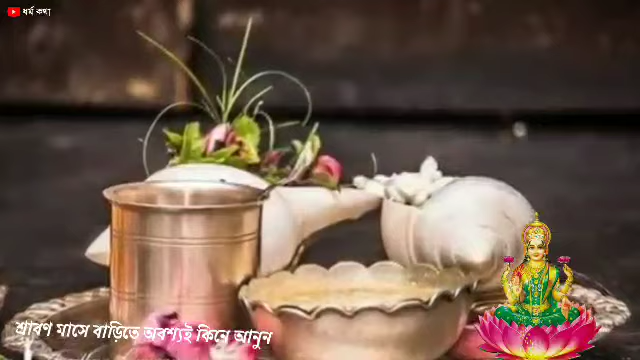 ধর্ম কথা
শ্রাবণ মাসে বাড়িতে অবশ্যই কিনে আনুন